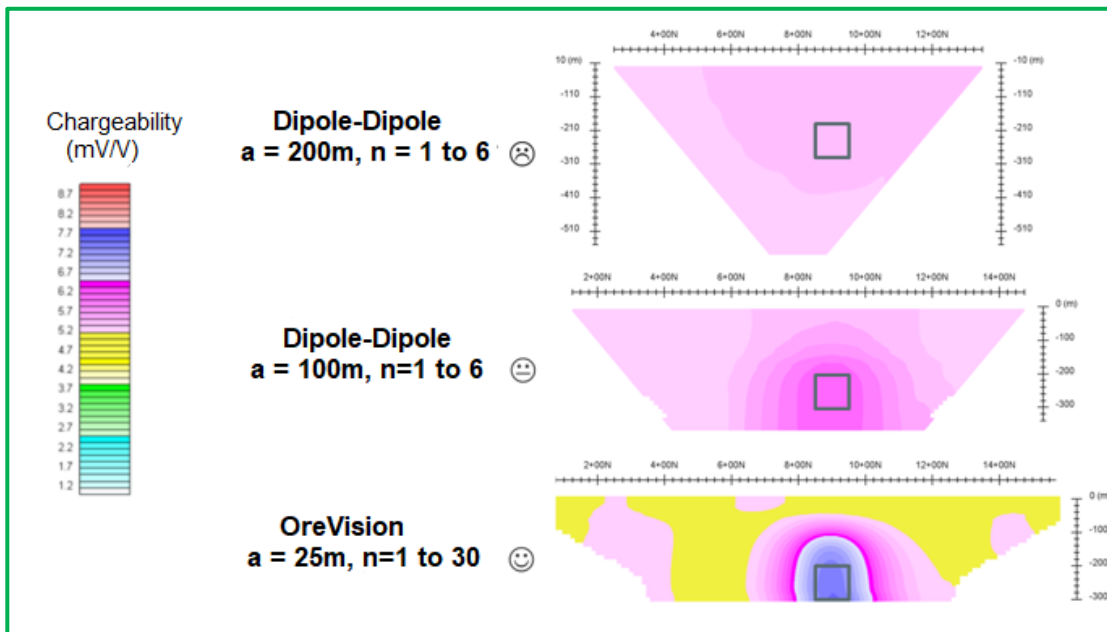 Chargeability
(mV/V)
8.7
8.2
7.7
7.2
6.7
6.2
5.7
5.2
4.7
4.2
3.7
3.2
2.7
2.2
1.7
1.2
Dipole-Dipole
a = 200m, n = 1 to 6
4+00N 6+00N 8+00N 10+00N 12+00N
10 (m) -10 (m)
-110 -110
-210 -210
-310 -310
-410 -410
-510 -510
Dipole-Dipole
a = 100m, n=1 to 6
2+00N 4+00N 6+00N 8+00N 10+00N 12+00N 14+00N
0 (m)
-100
-200
-300
OreVision
a = 25m, n=1 to 30
2+00N 4+00N 6+00N 8+00N 10+00N 12+00N 14+00N
0 (m)
-100
-200
-300